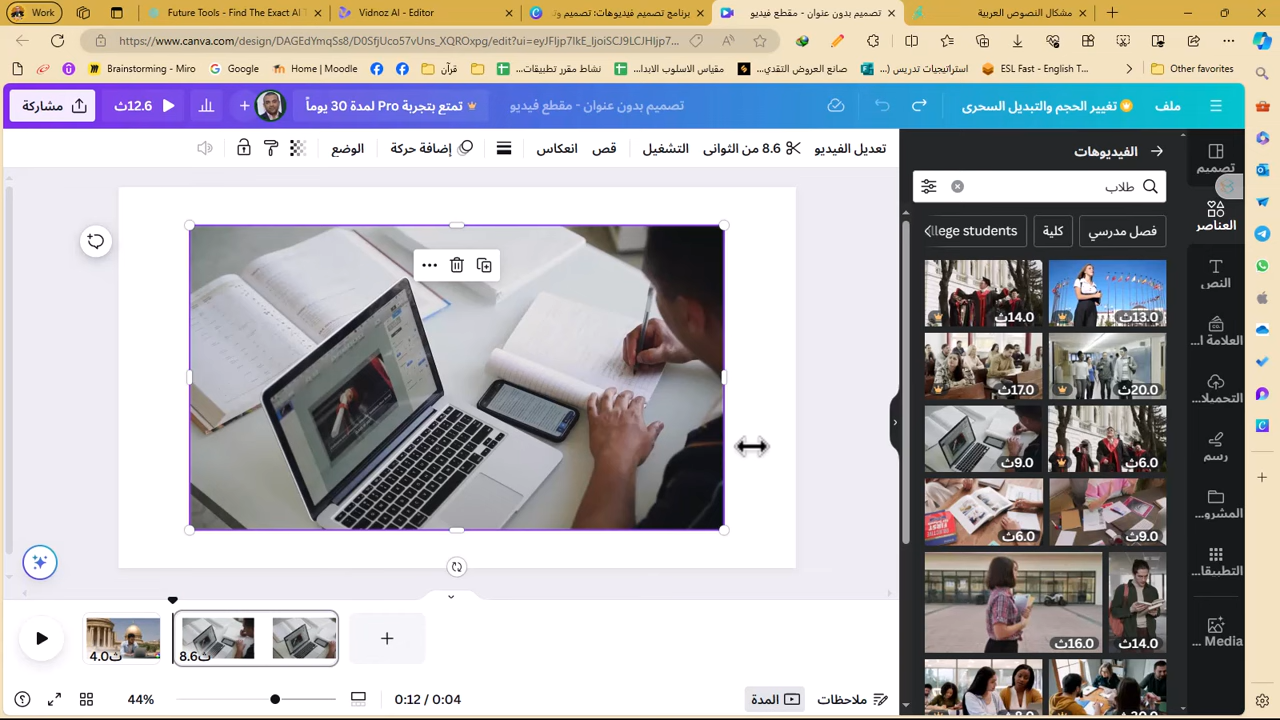 Work
Future Tools - Find The Exact AI T
Vidnoz AI - Editor
برنامج تصميم فيديوهات: تصميم و
تصميم بدون عنوان - مقطع فيديو
مشكال النصوص العربية
https://www.canva.com/design/DAGEdYmqSs8/D0SfjUco57vUns_XQROxpg/edit?ui=eyJFIjp7IkE_IjoiSCJ9LCJHIjp7...
Brainstorming - Miro
Google
Home | Moodle
قرآن
نشاط مقرر تطبيقات...
مقياس الاسلوب الابدا...
صانع العروض التقدي...
استراتيجيات تدريس (...
ESL Fast - English T...
Other favorites
ملف
تغيير الحجم والتبديل السحري
تصميم بدون عنوان - مقطع فيديو
تمتع بتجربة Pro لمدة 30 يوماً
12.6ث
مشاركة
تعديل الفيديو
8.6 من الثوانى
التشغيل
قص
انعكاس
إضافة حركة
الوضع
الفيديوهات
طلاب
فصل مدرسي
كلية
llege students
13.0ث
14.0ث
20.0ث
17.0ث
6.0ث
9.0ث
9.0ث
6.0ث
14.0ث
16.0ث
تصميم
العناصر
النص
العلامة ا...
التحميلا...
رسم
المشرو...
التطبيقا...
Media
4.0ث
8.6ث
44%
0:12 / 0:04
المدة
ملاحظات